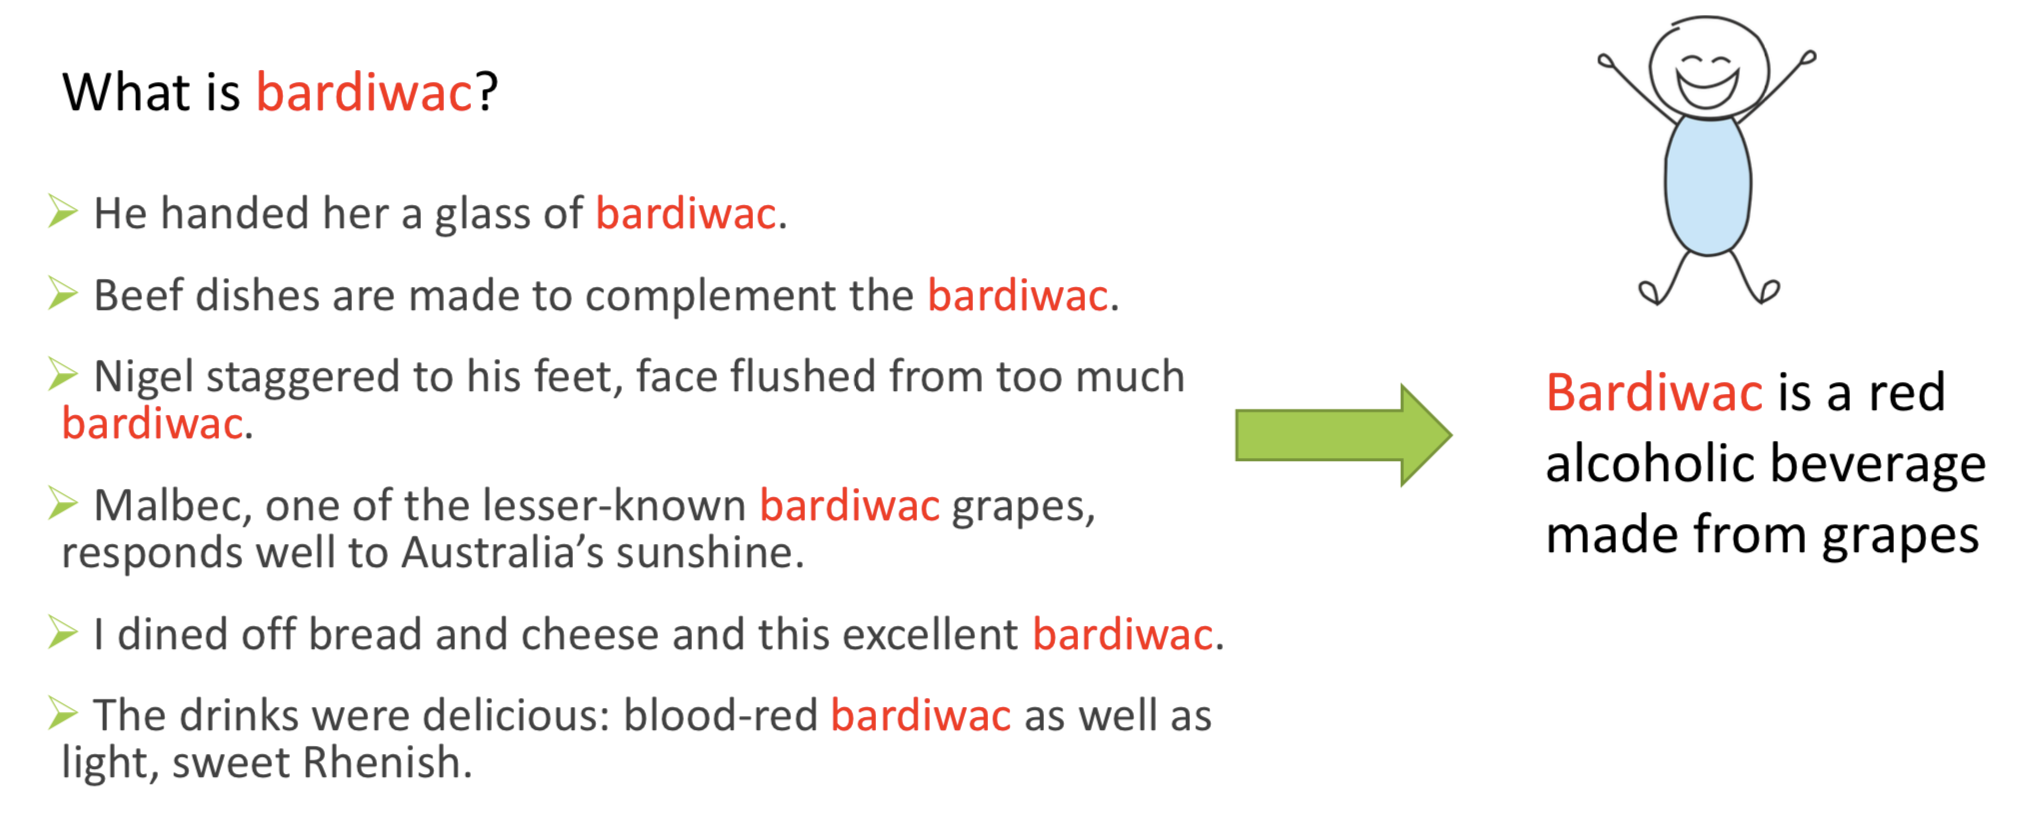 What is bardiwac?
He handed her a glass of bardiwac.
Beef dishes are made to complement the bardiwac.
Nigel staggered to his feet, face flushed from too much
bardiwac.
Malbec, one of the lesser-known bardiwac grapes,
responds well to Australia’s sunshine.
I dined off bread and cheese and this excellent bardiwac.
The drinks were delicious: blood-red bardiwac as well as
light, sweet Rhenish.
Bardiwac is a red
alcoholic beverage
made from grapes